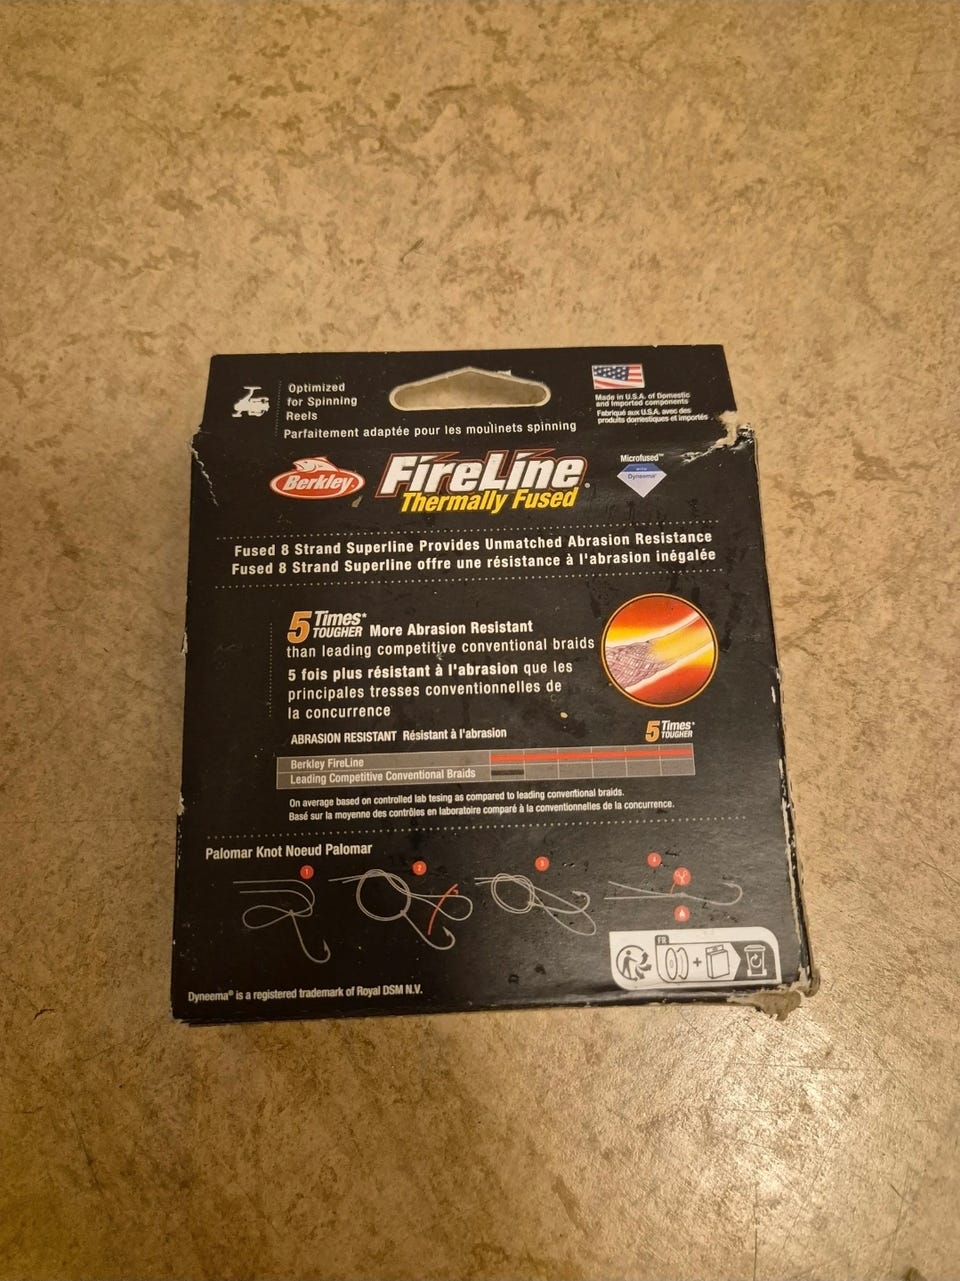 Optimized
for Spinning
Reels
Parfaitement adaptée pour les moulinets spinning
Made in U.S.A. of Domestic
and Imported components
Fabriqué aux U.S.A. avec des
produits domestiques et importés
Berkley
FireLine®
Thermally Fused
Microfused™
with
Dyneema®
Fused 8 Strand Superline Provides Unmatched Abrasion Resistance
Fused 8 Strand Superline offre une résistance à l'abrasion inégalée
5 Times* TOUGHER More Abrasion Resistant
than leading competitive conventional braids
5 fois plus résistant à l'abrasion que les
principales tresses conventionnelles de
la concurrence
ABRASION RESISTANT Résistant à l'abrasion
5 Times* TOUGHER
Berkley FireLine
Leading Competitive Conventional Braids
On average based on controlled lab tesing as compared to leading conventional braids.
Basé sur la moyenne des contrôles en laboratoire comparé à la conventionnelles de la concurrence.
Palomar Knot Noeud Palomar
1
2
3
4
FR
+
Dyneema® is a registered trademark of Royal DSM N.V.